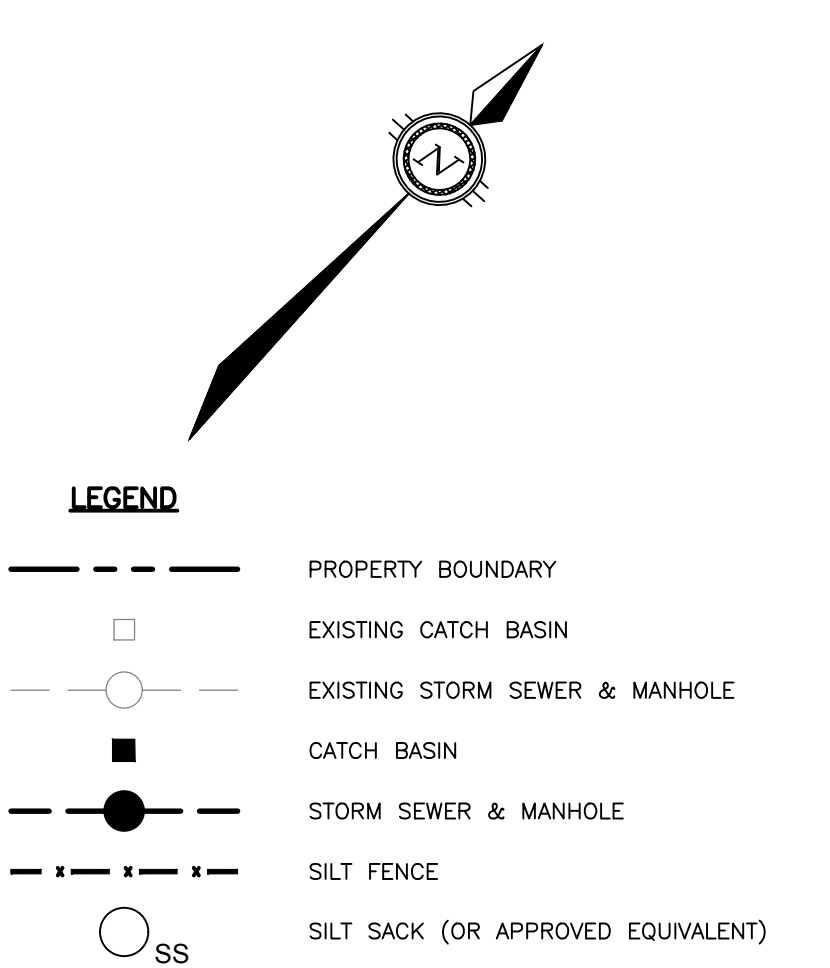 N
LEGEND
PROPERTY BOUNDARY
EXISTING CATCH BASIN
EXISTING STORM SEWER & MANHOLE
CATCH BASIN
STORM SEWER & MANHOLE
x x x SILT FENCE
SS SILT SACK (OR APPROVED EQUIVALENT)